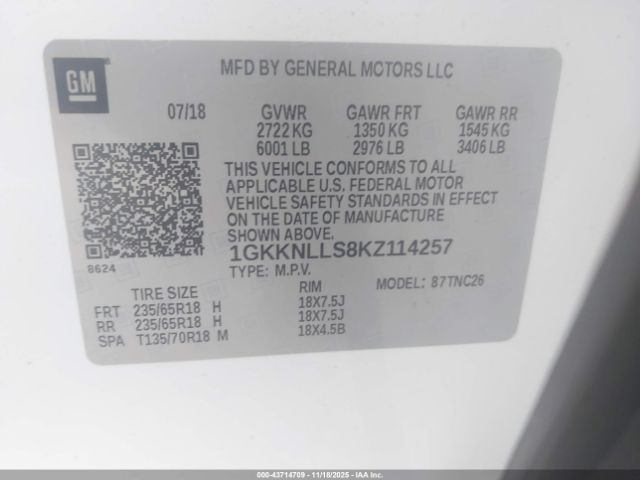 GM
MFD BY GENERAL MOTORS LLC
07/18 GVWR GAWR FRT GAWR RR
2722 KG 1350 KG 1545 KG
6001 LB 2976 LB 3406 LB
THIS VEHICLE CONFORMS TO ALL
APPLICABLE U.S. FEDERAL MOTOR
VEHICLE SAFETY STANDARDS IN EFFECT
ON THE DATE OF MANUFACTURE
SHOWN ABOVE.
8624
1GKKNLLS8KZ114257
TYPE: M.P.V. MODEL: 87TNC26
TIRE SIZE RIM
FRT 235/65R18 H 18X7.5J
RR 235/65R18 H 18X7.5J
SPA T135/70R18 M 18X4.5B
000-43714709 - 11/18/2025 - IAA Inc.